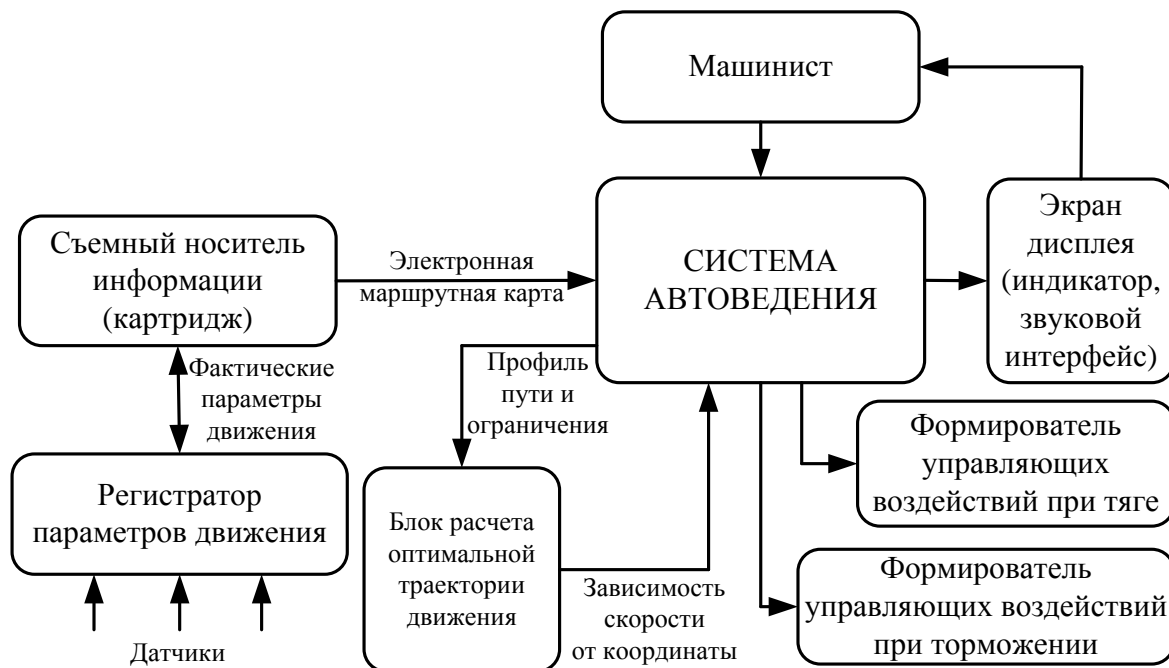 Машинист
Съемный носитель
информации
(картридж)
Электронная
маршрутная карта
СИСТЕМА
АВТОВЕДЕНИЯ
Экран
дисплея
(индикатор,
звуковой
интерфейс)
Фактические
параметры
движения
Профиль
пути и
ограничения
Регистратор
параметров движения
Датчики
Блок расчета
оптимальной
траектории
движения
Зависимость
скорости
от координаты
Формирователь
управляющих
воздействий при тяге
Формирователь
управляющих воздействий
при торможении